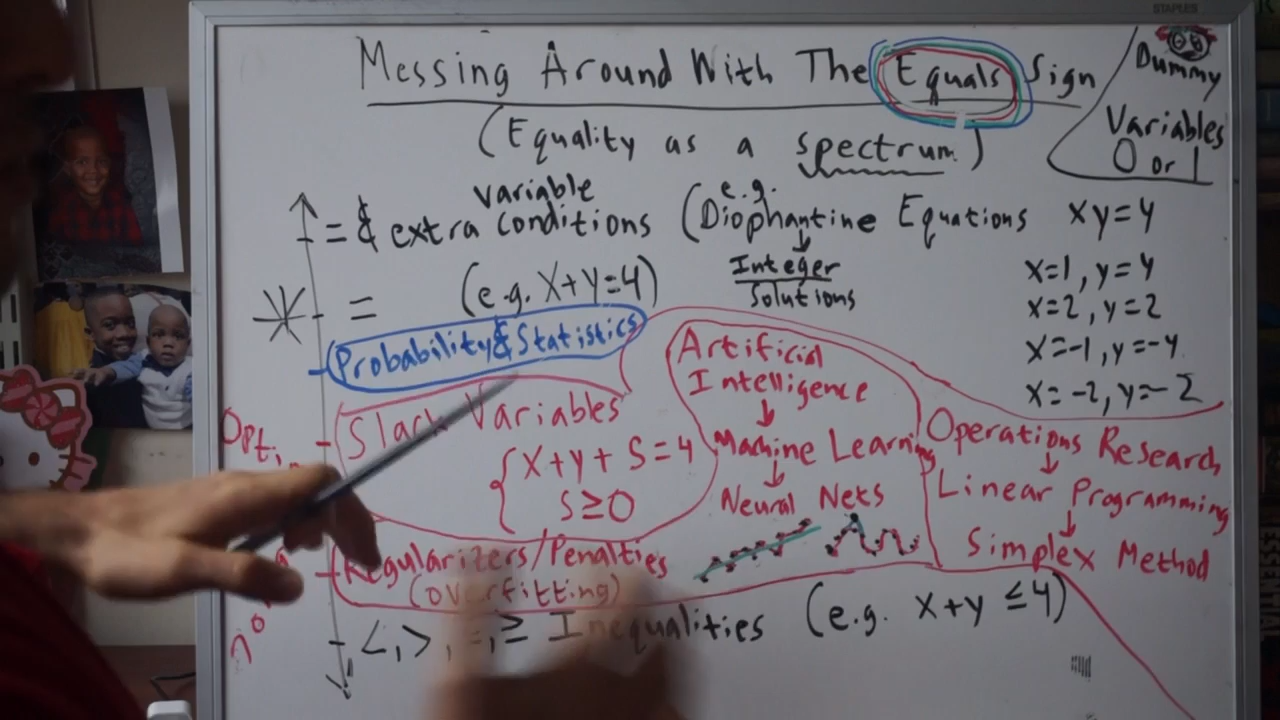 STAPLES
Messing Around With The Equals Sign
(Equality as a spectrum)
Dummy
Variables
0 or 1
= & extra variable conditions (e.g. Diophantine Equations xy=4
Integer
Solutions
x=1, y=4
x=2, y=2
x=-1, y=-4
x=-2, y=-2
= (e.g. x+y=4)
Probability & Statistics
Slack Variables
x+y+s=4
s≥0
Regularizers/Penalties
(overfitting)
Artificial
Intelligence
Machine Learning
Neural Nets
Operations Research
Linear Programming
Simplex Method
Opt
<, >, ≥ Inequalities (e.g. x+y ≤4)